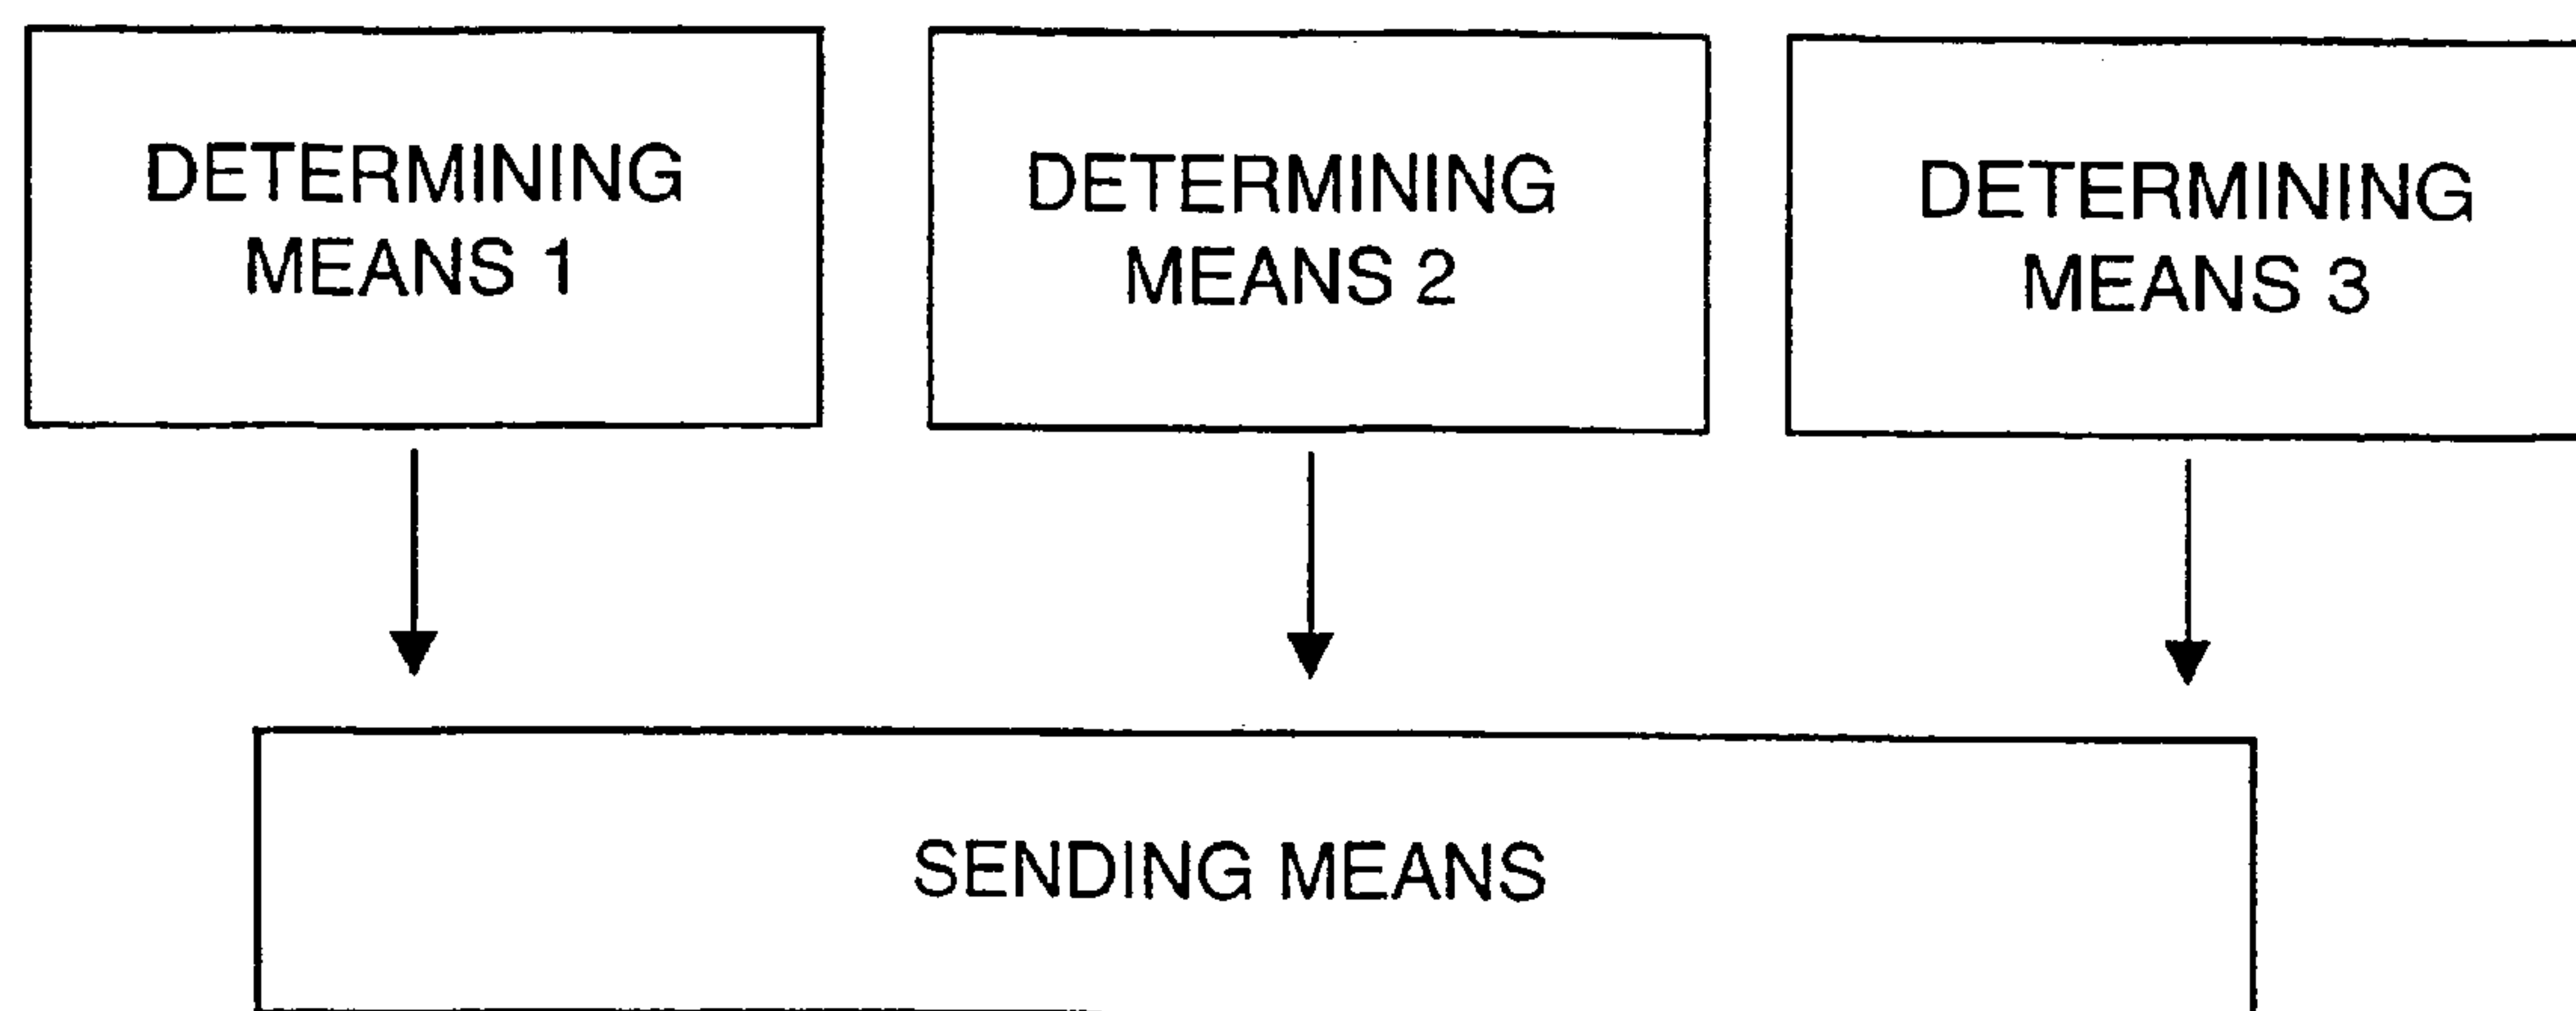 DETERMINING
MEANS 1
DETERMINING
MEANS 2
DETERMINING
MEANS 3
SENDING MEANS